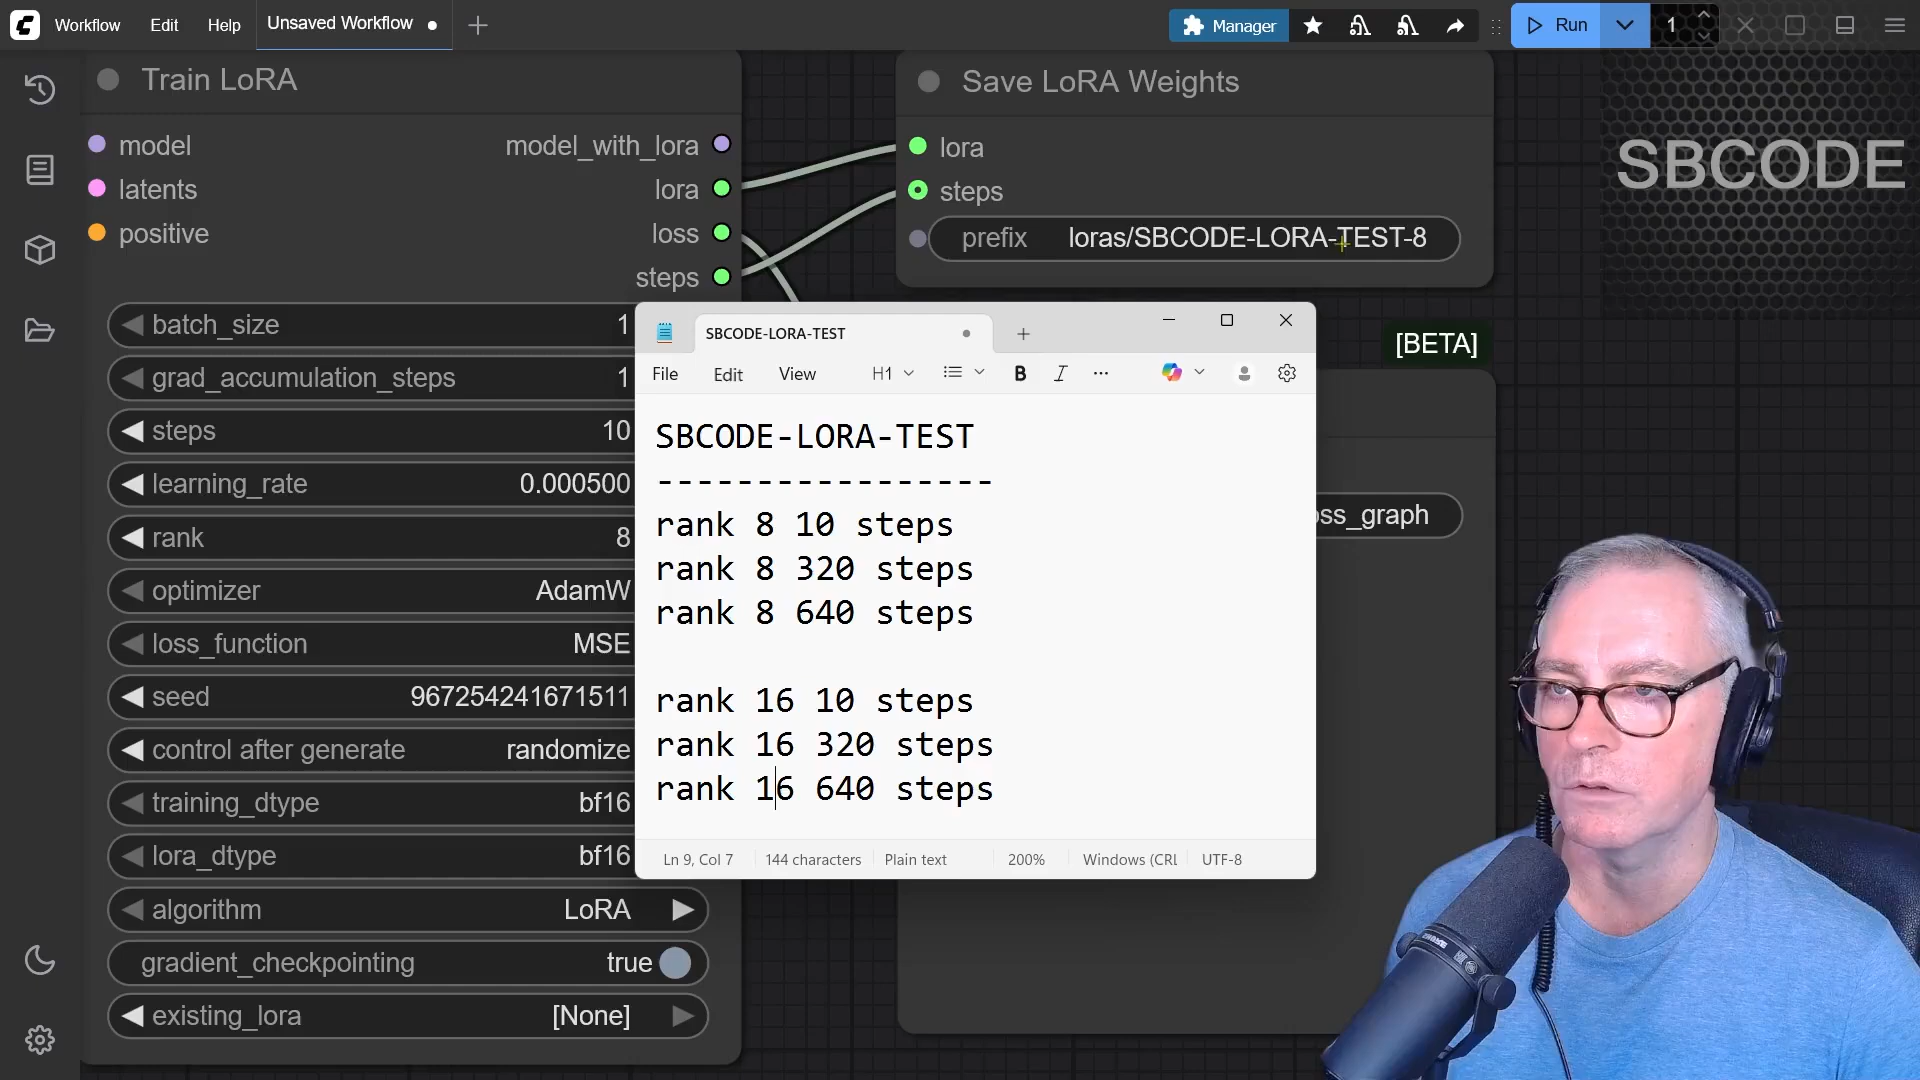 Workflow Edit Help Unsaved Workflow
Manager Run 1
Train LoRA
model model_with_lora
latents lora
positive loss
steps
batch_size 1
grad_accumulation_steps 1
steps 10
learning_rate 0.000500
rank 8
optimizer AdamW
loss_function MSE
seed 967254241671511
control after generate randomize
training_dtype bf16
lora_dtype bf16
algorithm LoRA
gradient_checkpointing true
existing_lora [None]
Save LoRA Weights
lora
steps
prefix loras/SBCODE-LORA-TEST-8
SBCODE
[BETA]
oss_graph
SBCODE-LORA-TEST
File Edit View H1 B I
SBCODE-LORA-TEST
-----------------
rank 8 10 steps
rank 8 320 steps
rank 8 640 steps
rank 16 10 steps
rank 16 320 steps
rank 16 640 steps
Ln 9, Col 7 144 characters Plain text 200% Windows (CRL UTF-8